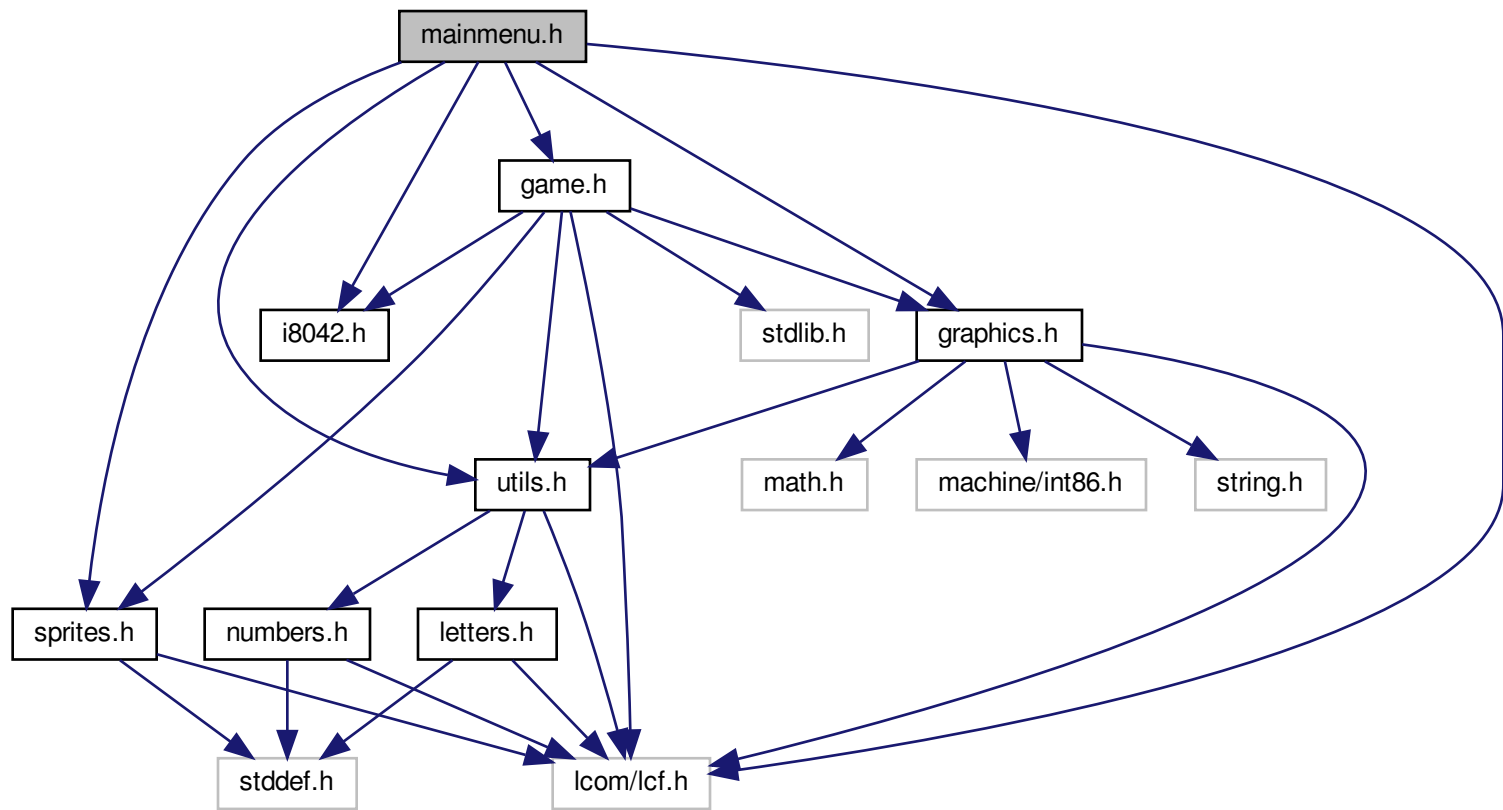 mainmenu.h
game.h
i8042.h
stdlib.h
graphics.h
utils.h
math.h
machine/int86.h
string.h
sprites.h
numbers.h
letters.h
stddef.h
lcom/lcf.h